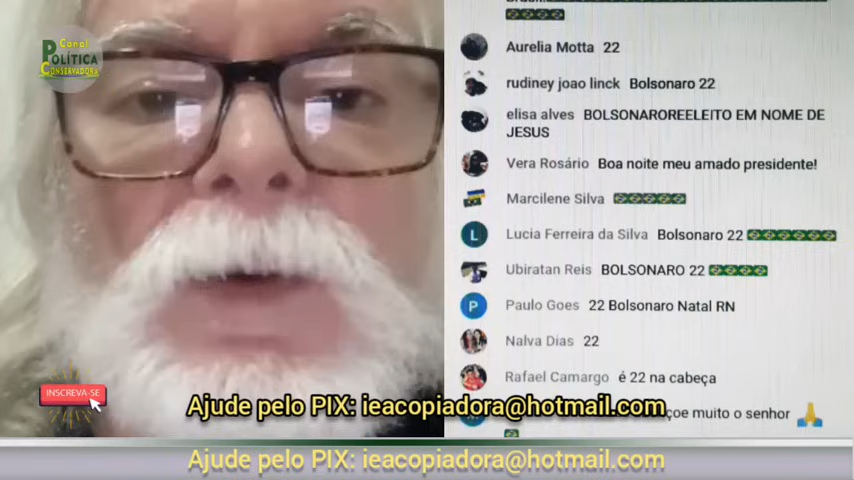 Canal
POLÍTICA
CONSERVADORA
Aurelia Motta 22
rudiney joao linck Bolsonaro 22
elisa alves BOLSONAROREELEITO EM NOME DE
JESUS
Vera Rosário Boa noite meu amado presidente!
Marcilene Silva
L Lucia Ferreira da Silva Bolsonaro 22
Ubiratan Reis BOLSONARO 22
P Paulo Goes 22 Bolsonaro Natal RN
Nalva Dias 22
Rafael Camargo é 22 na cabeça
muito o senhor
INSCREVA-SE
Ajude pelo PIX: ieacopiadora@hotmail.com
Ajude pelo PIX: ieacopiadora@hotmail.com